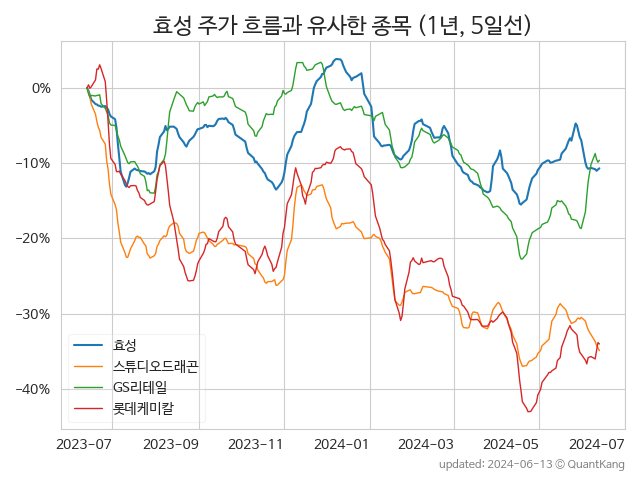 효성 주가 흐름과 유사한 종목 (1년, 5일선)
0%
−10%
−20%
−30%
−40%
효성
스튜디오드래곤
GS리테일
롯데케미칼
2023-07 2023-09 2023-11 2024-01 2024-03 2024-05 2024-07
updated: 2024-06-13 © QuantKang